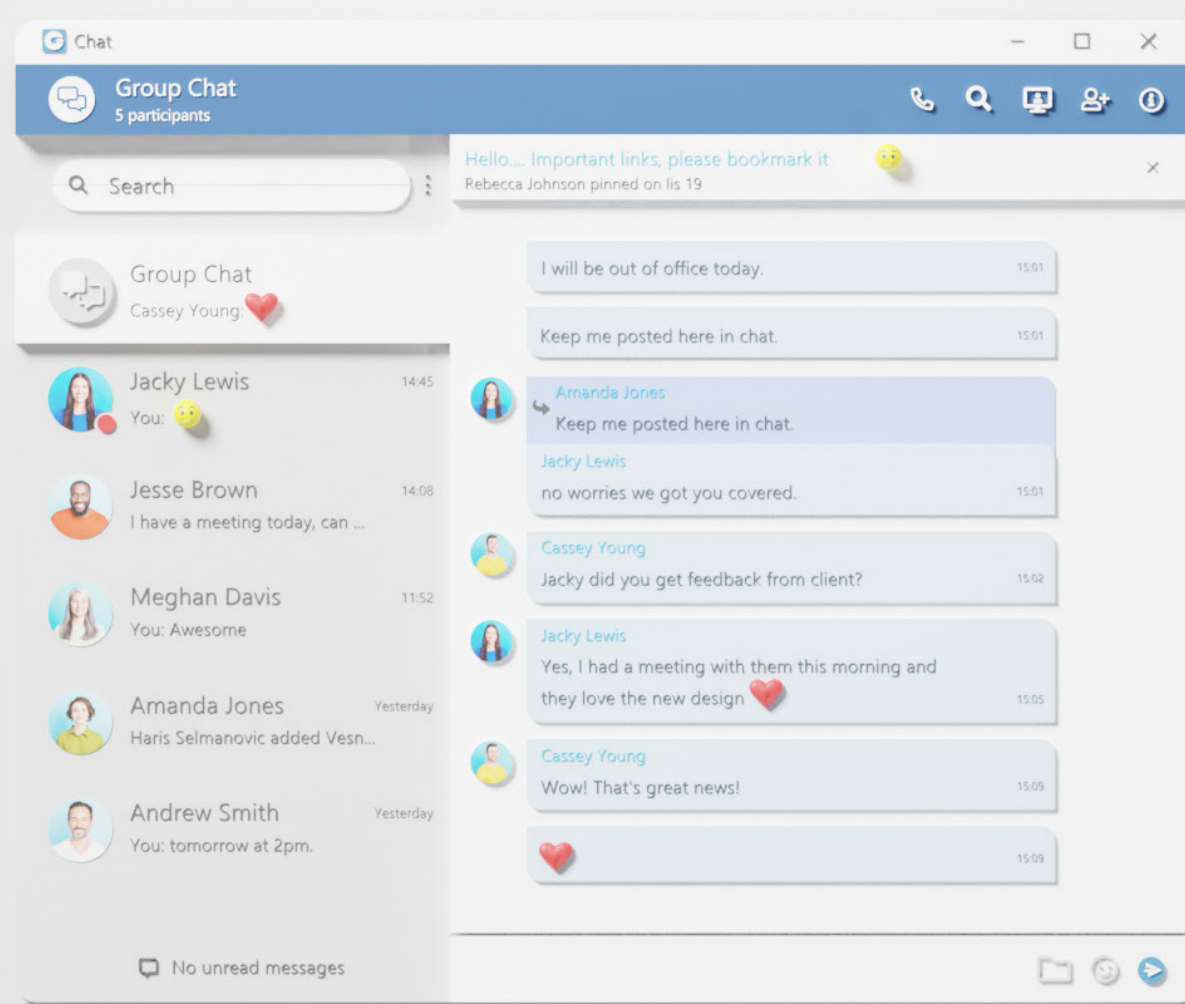 Chat
Group Chat
5 participants
Search
Group Chat
Cassey Young:
Jacky Lewis 14:45
You:
Jesse Brown 14:08
I have a meeting today, can ...
Meghan Davis 11:52
You: Awesome
Amanda Jones Yesterday
Haris Selmanovic added Vesn...
Andrew Smith Yesterday
You: tomorrow at 2pm.
No unread messages
Hello.... Important links, please bookmark it
Rebecca Johnson pinned on lis 19
I will be out of office today. 15:01
Keep me posted here in chat. 15:01
Amanda Jones
Keep me posted here in chat.
Jacky Lewis
no worries we got you covered. 15:01
Cassey Young
Jacky did you get feedback from client? 15:02
Jacky Lewis
Yes, I had a meeting with them this morning and
they love the new design 15:05
Cassey Young
Wow! That's great news! 15:09
15:09